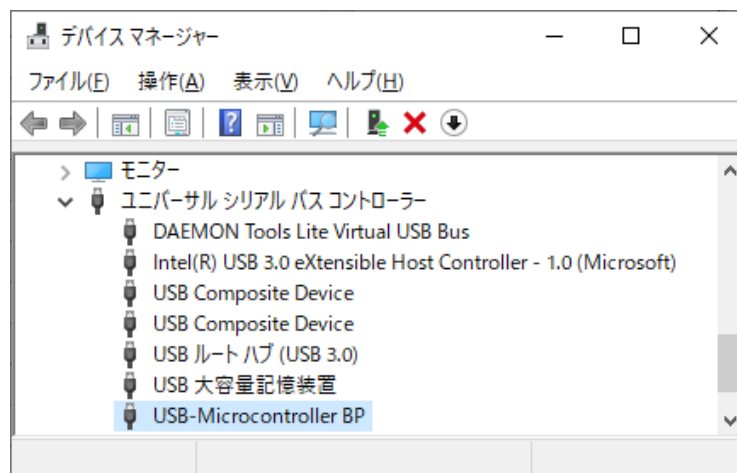 デバイス マネージャー
ファイル(F) 操作(A) 表示(V) ヘルプ(H)
モニター
ユニバーサル シリアル バス コントローラー
DAEMON Tools Lite Virtual USB Bus
Intel(R) USB 3.0 eXtensible Host Controller - 1.0 (Microsoft)
USB Composite Device
USB Composite Device
USB ルート ハブ (USB 3.0)
USB 大容量記憶装置
USB-Microcontroller BP